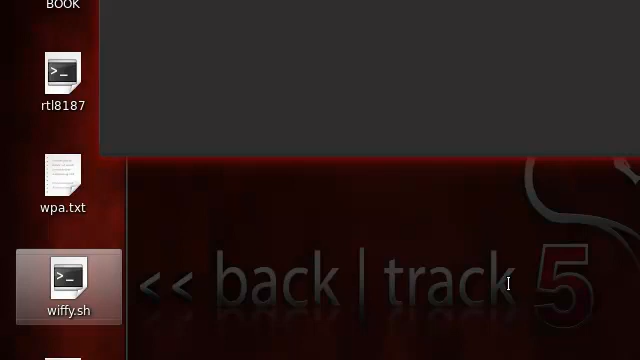 BOOK
rtl8187
wpa.txt
wiffy.sh
<< back | track 5